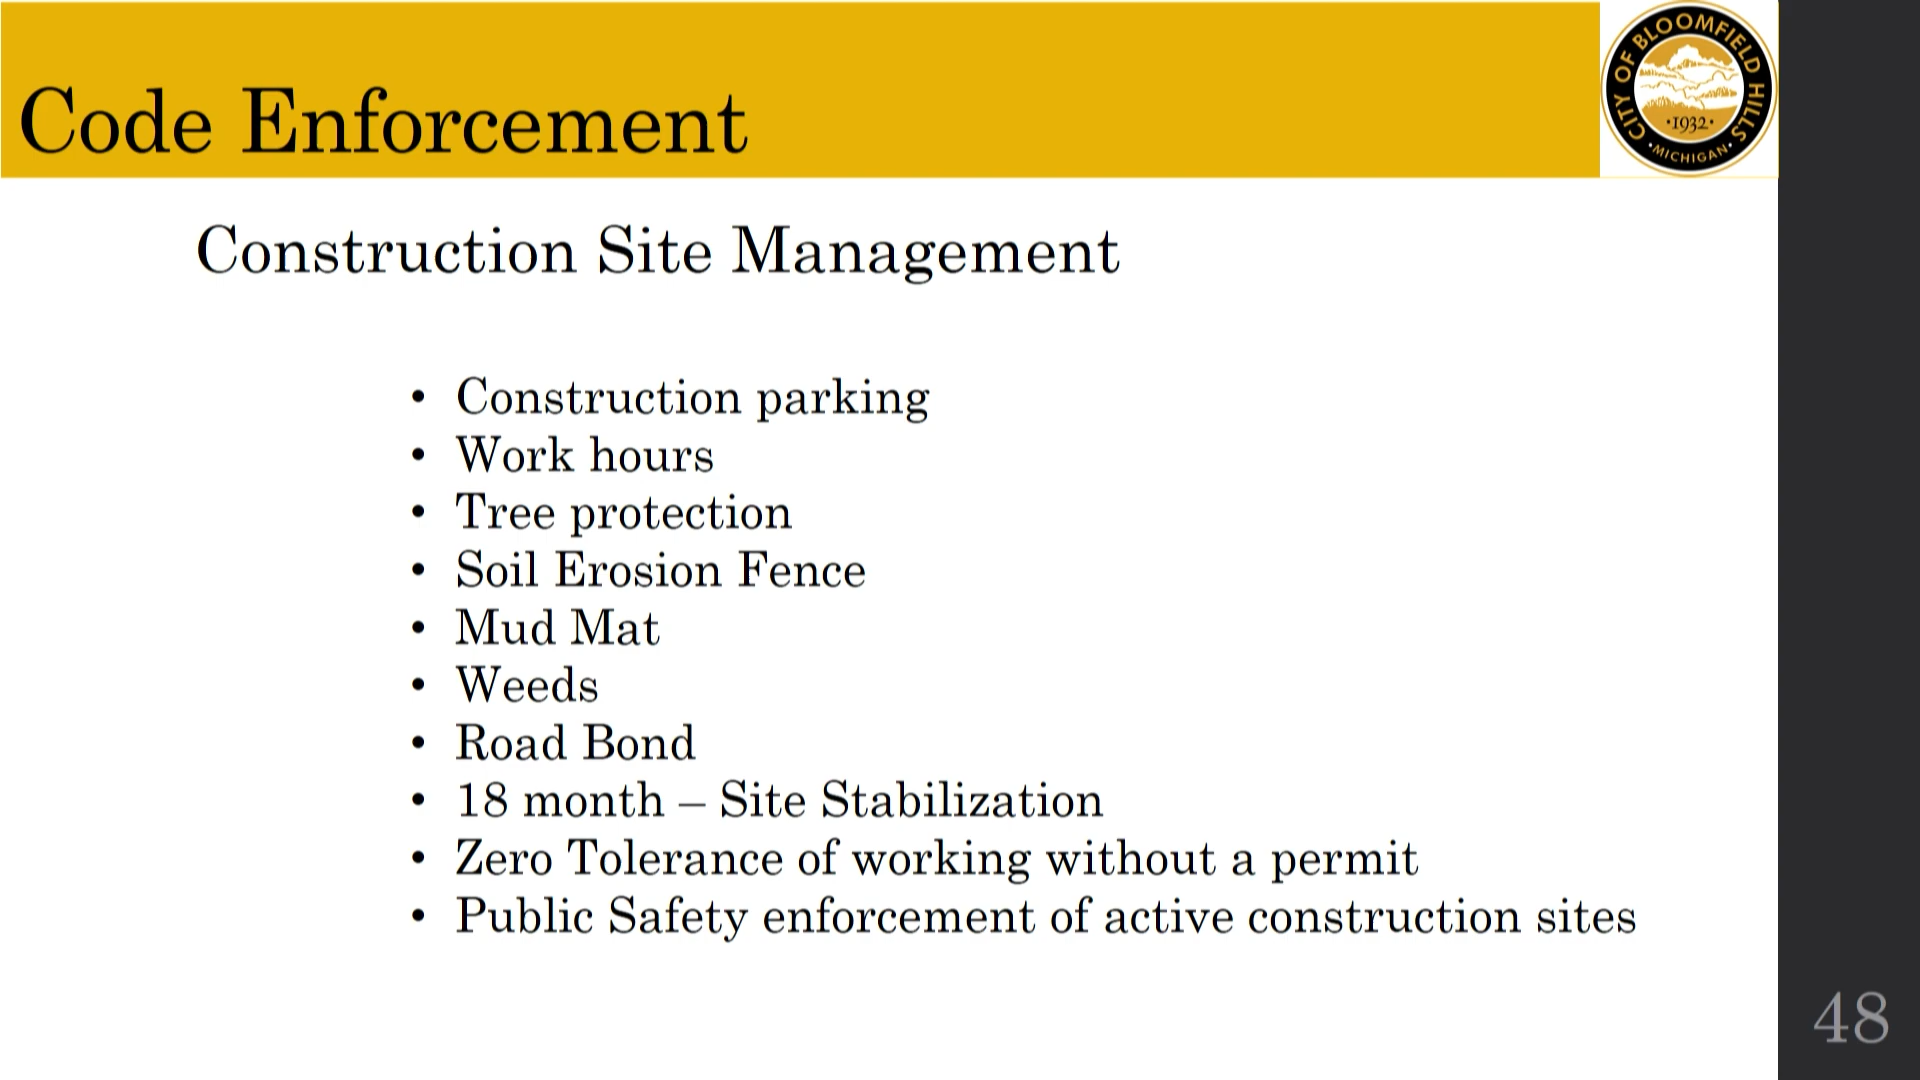 Code Enforcement
CITY OF BLOOMFIELD HILLS
•1932•
•MICHIGAN•
Construction Site Management
• Construction parking
• Work hours
• Tree protection
• Soil Erosion Fence
• Mud Mat
• Weeds
• Road Bond
• 18 month – Site Stabilization
• Zero Tolerance of working without a permit
• Public Safety enforcement of active construction sites
48